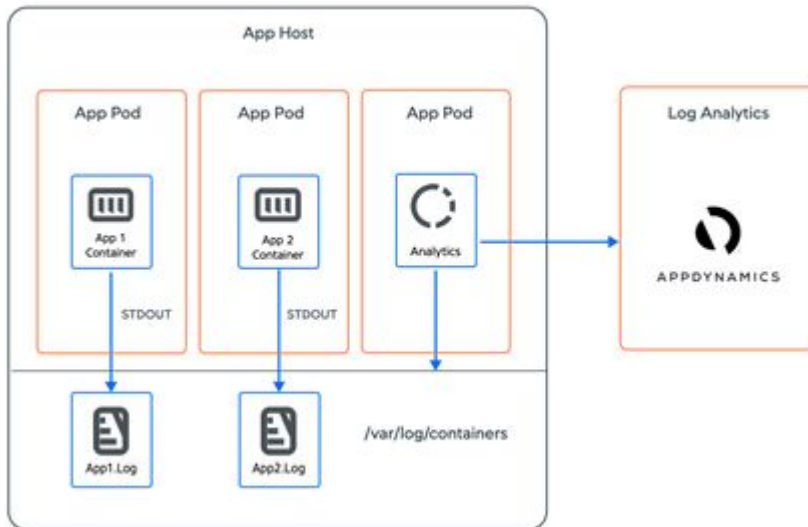 App Host
App Pod
App Pod
App Pod
Log Analytics
App 1
Container
App 2
Container
Analytics
APPDYNAMICS
STDOUT
STDOUT
App1.Log
App2.Log
/var/log/containers